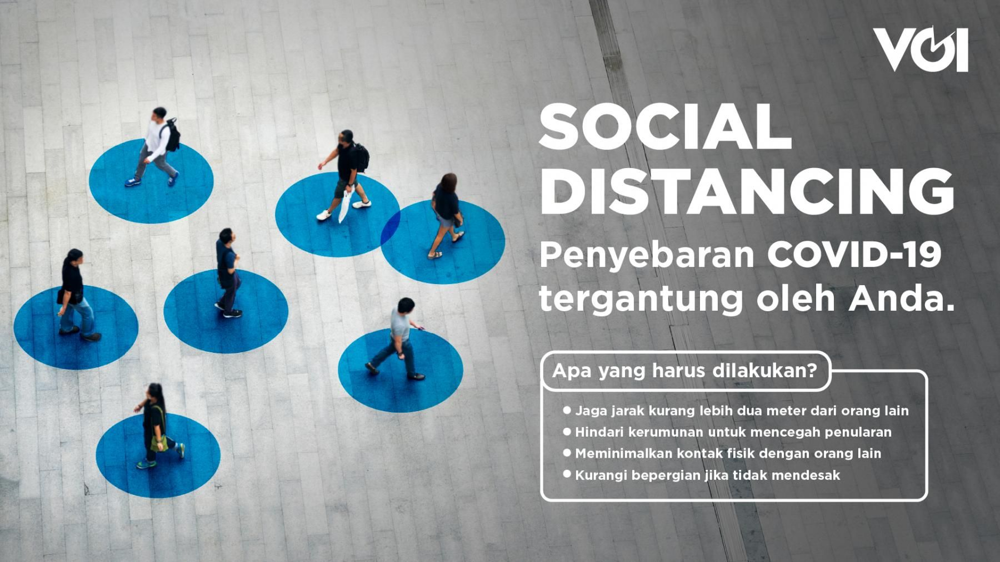 VOI
SOCIAL
DISTANCING
Penyebaran COVID-19
tergantung oleh Anda.
Apa yang harus dilakukan?
● Jaga jarak kurang lebih dua meter dari orang lain
● Hindari kerumunan untuk mencegah penularan
● Meminimalkan kontak fisik dengan orang lain
● Kurangi bepergian jika tidak mendesak